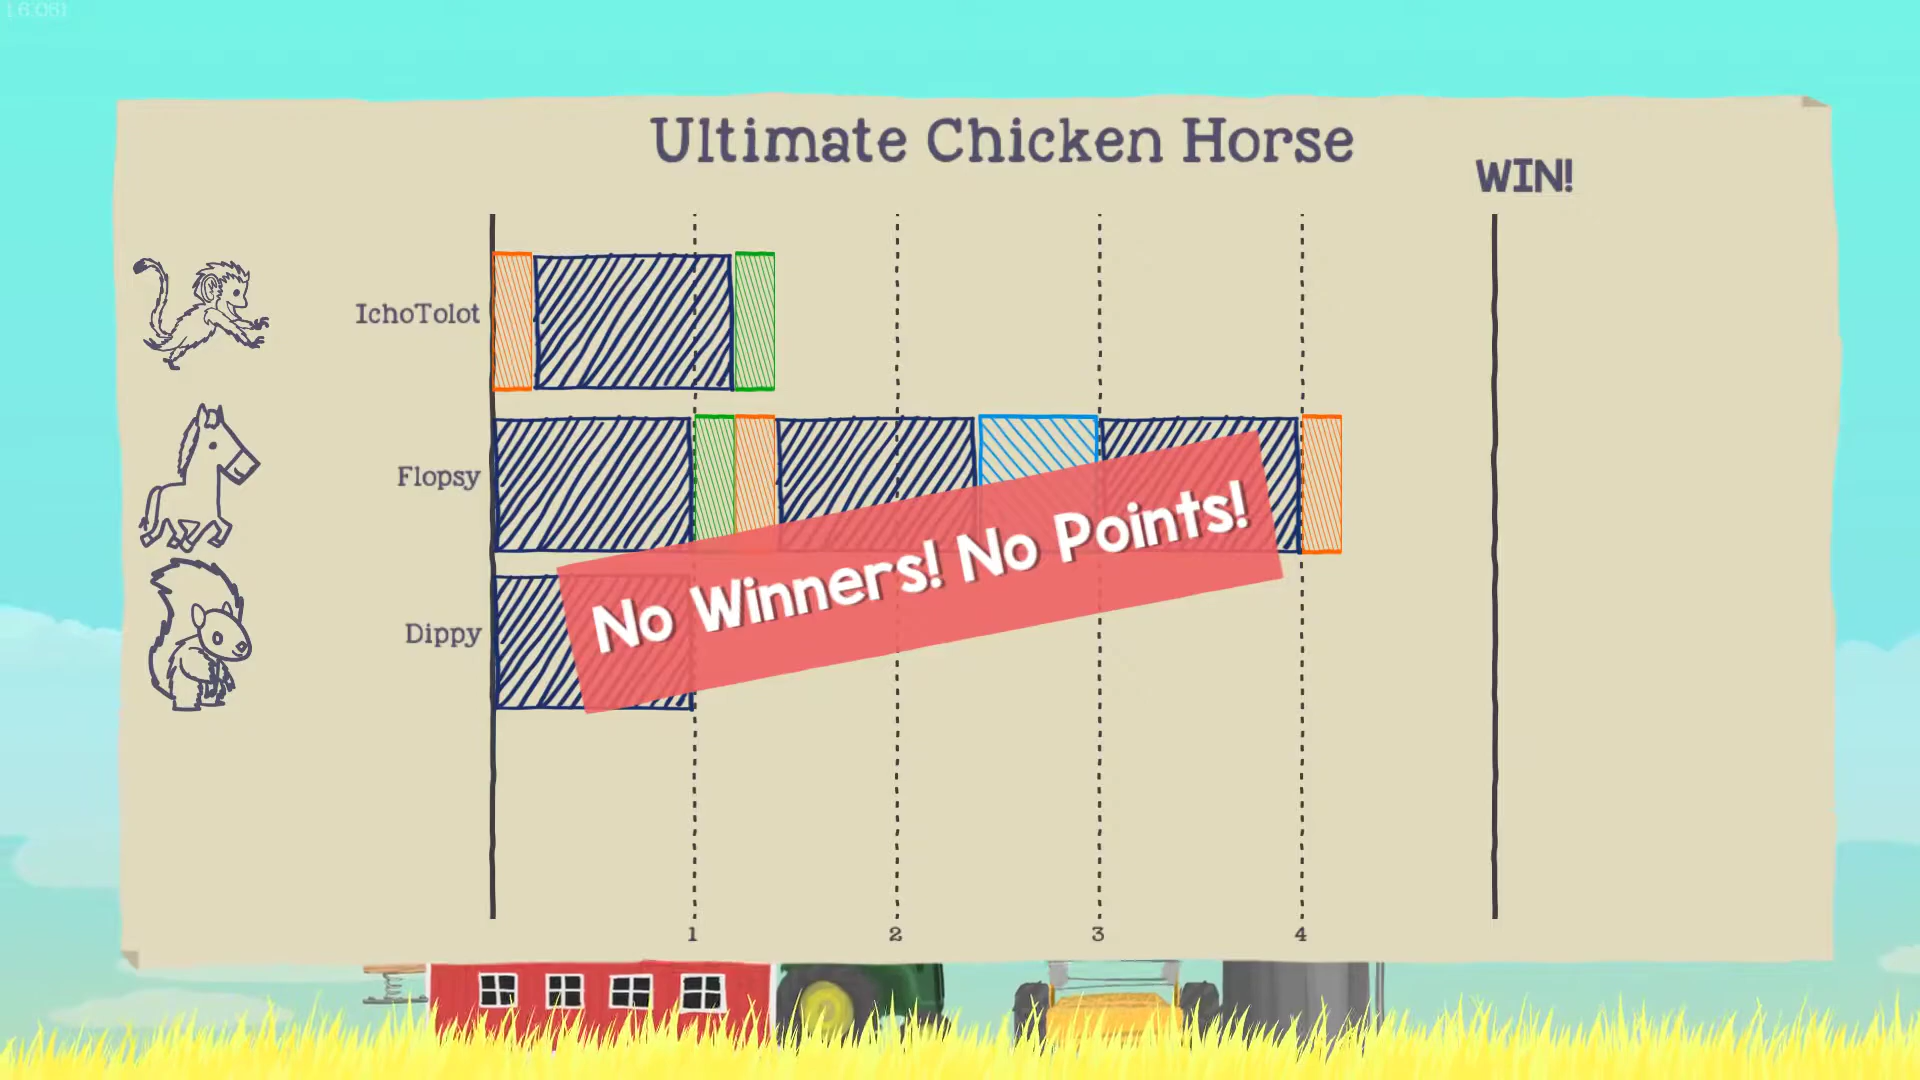 Ultimate Chicken Horse
WIN!
IchoTolot
Flopsy
Dippy
No Winners! No Points!
1 2 3 4